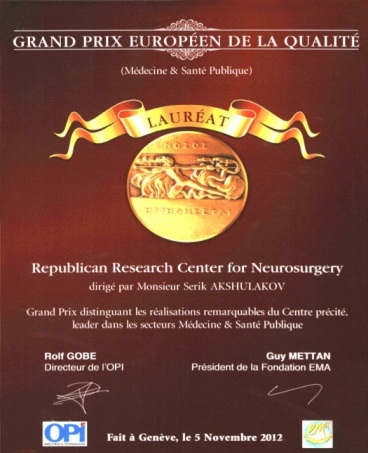 GRAND PRIX EUROPÉEN DE LA QUALITÉ
(Médecine & Santé Publique)
LAURÉAT
Republican Research Center for Neurosurgery
dirigé par Monsieur Serik AKSHULAKOV
Grand Prix distinguant les réalisations remarquables du Centre précité,
leader dans les secteurs Médecine & Santé Publique
Rolf GOBE
Guy METTAN
Directeur de l'OPI
Président de la Fondation EMA
OPi
Fait à Genève, le 5 Novembre 2012